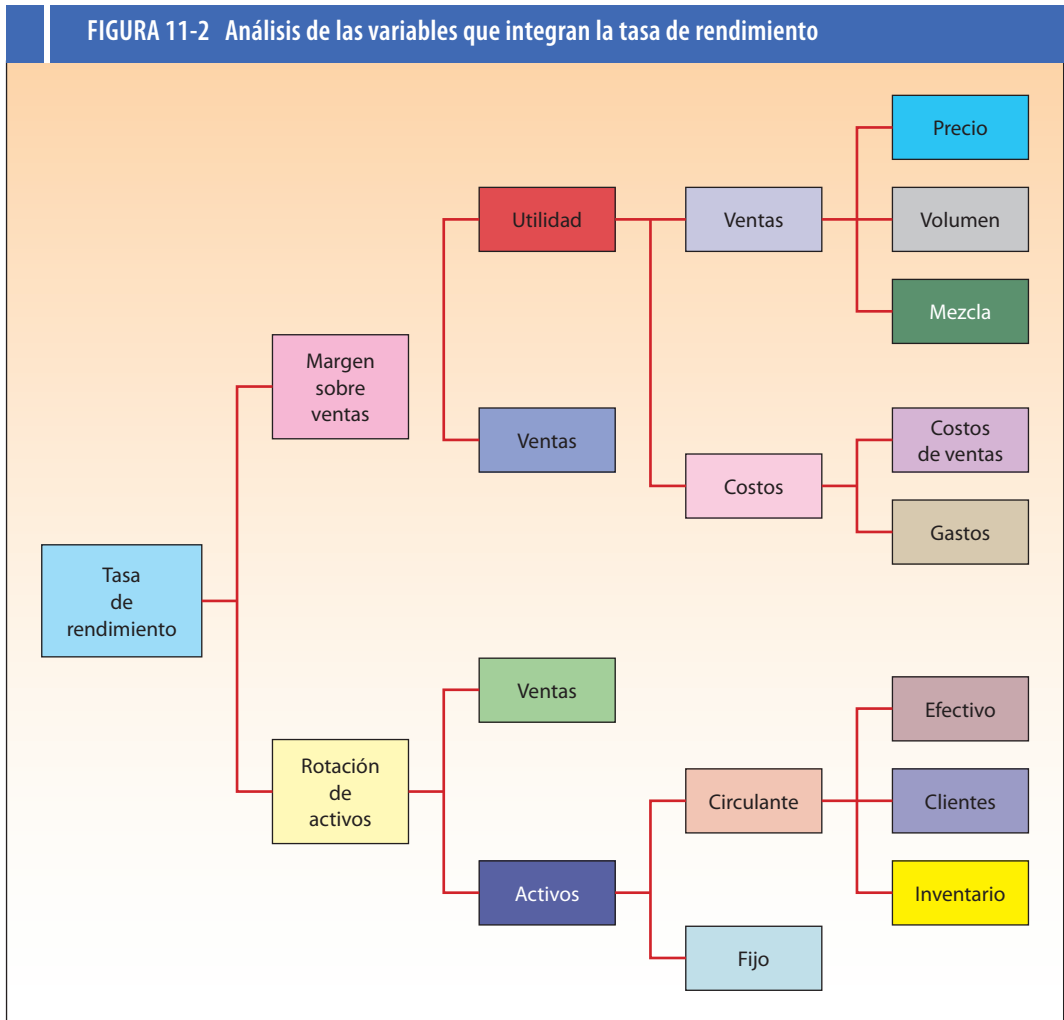 FIGURA 11-2 Análisis de las variables que integran la tasa de rendimiento
Precio
Utilidad
Ventas
Volumen
Mezcla
Margen
sobre
ventas
Ventas
Costos
de ventas
Costos
Gastos
Tasa
de
rendimiento
Ventas
Efectivo
Rotación
de
activos
Circulante
Clientes
Activos
Inventario
Fijo